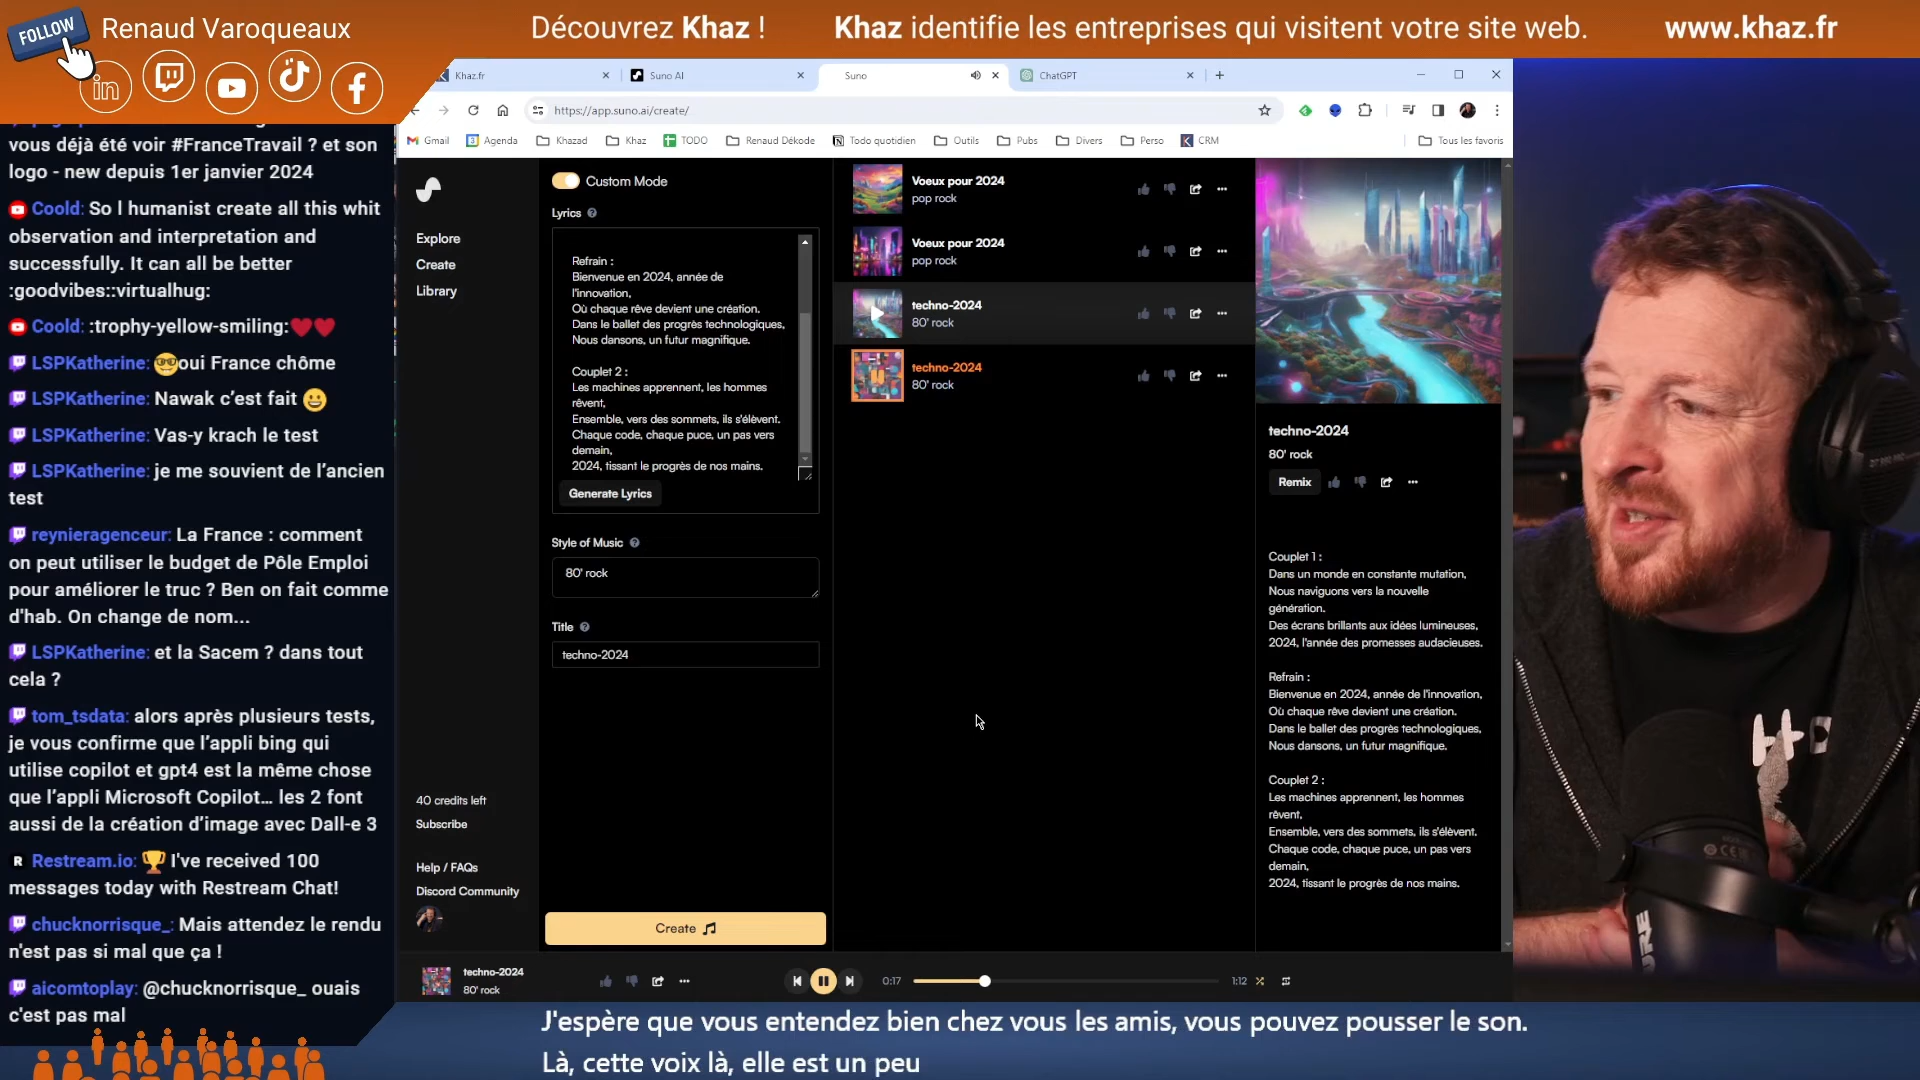 FOLLOW
Renaud Varoqueaux
Découvrez Khaz !
Khaz identifie les entreprises qui visitent votre site web.
www.khaz.fr
vous déjà été voir #FranceTravail ? et son
logo - new depuis 1er janvier 2024
Coold: So l humanist create all this whit
observation and interpretation and
successfully. It can all be better
:goodvibes::virtualhug:
Coold: :trophy-yellow-smiling:❤❤
LSPKatherine: 🤓oui France chôme
LSPKatherine: Nawak c’est fait 😀
LSPKatherine: Vas-y krach le test
LSPKatherine: je me souvient de l’ancien
test
reynieragenceur: La France : comment
on peut utiliser le budget de Pôle Emploi
pour améliorer le truc ? Ben on fait comme
d'hab. On change de nom...
LSPKatherine: et la Sacem ? dans tout
cela ?
tom_tsdata: alors après plusieurs tests,
je vous confirme que l’appli bing qui
utilise copilot et gpt4 est la même chose
que l’appli Microsoft Copilot… les 2 font
aussi de la création d’image avec Dall-e 3
Restream.io: 🏆 I've received 100
messages today with Restream Chat!
chucknorrisque_: Mais attendez le rendu
n'est pas si mal que ça !
aicomtoplay: @chucknorrisque_ ouais
c'est pas mal
Khaz.fr
Suno AI
Suno
ChatGPT
https://app.suno.ai/create/
Gmail
Agenda
Khazad
Khaz
TODO
Renaud Décode
Todo quotidien
Outils
Pubs
Divers
Perso
CRM
Tous les favoris
Explore
Create
Library
40 credits left
Subscribe
Help / FAQs
Discord Community
Custom Mode
Lyrics
Refrain :
Bienvenue en 2024, année de
l'innovation,
Où chaque rêve devient une création.
Dans le ballet des progrès technologiques,
Nous dansons, un futur magnifique.
Couplet 2 :
Les machines apprennent, les hommes
rêvent,
Ensemble, vers des sommets, ils s'élèvent.
Chaque code, chaque puce, un pas vers
demain,
2024, tissant le progrès de nos mains.
Generate Lyrics
Style of Music
80' rock
Title
techno-2024
Create
Voeux pour 2024
pop rock
Voeux pour 2024
pop rock
techno-2024
80' rock
techno-2024
80' rock
techno-2024
80' rock
Remix
Couplet 1 :
Dans un monde en constante mutation,
Nous naviguons vers la nouvelle
génération.
Des écrans brillants aux idées lumineuses,
2024, l'année des promesses audacieuses.
Refrain :
Bienvenue en 2024, année de l'innovation,
Où chaque rêve devient une création.
Dans le ballet des progrès technologiques,
Nous dansons, un futur magnifique.
Couplet 2 :
Les machines apprennent, les hommes
rêvent,
Ensemble, vers des sommets, ils s'élèvent.
Chaque code, chaque puce, un pas vers
demain,
2024, tissant le progrès de nos mains.
techno-2024
80' rock
0:17
1:12
J'espère que vous entendez bien chez vous les amis, vous pouvez pousser le son.
Là, cette voix là, elle est un peu